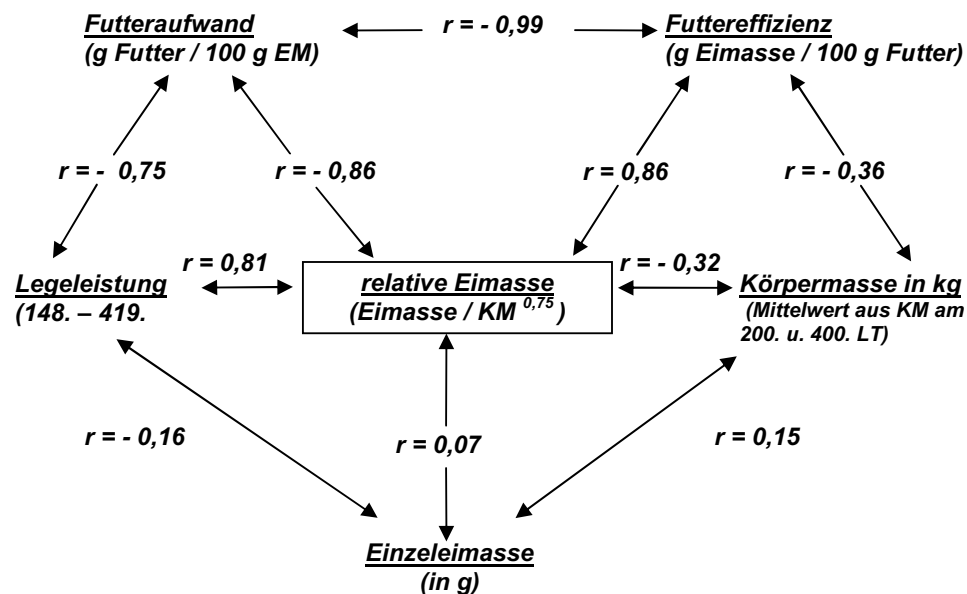 Futteraufwand
(g Futter / 100 g EM)
r = - 0,99
Futtereffizienz
(g Eimasse / 100 g Futter)
r = -  0,75
r = - 0,86
r = 0,86
r = - 0,36
Legeleistung
(148. – 419.
r = 0,81
relative Eimasse
(Eimasse / KM 0,75 )
r = - 0,32
Körpermasse in kg
(Mittelwert aus KM am
200. u. 400. LT)
r = - 0,16
r = 0,07
r = 0,15
Einzeleimasse
(in g)